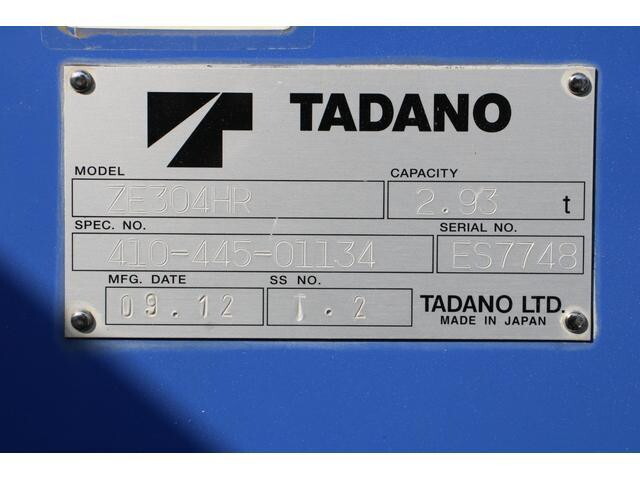 TADANO
MODEL CAPACITY
ZE304HR 2.93 t
SPEC. NO. SERIAL NO.
410-445-01134 ES7748
MFG. DATE SS NO.
09.12 1.2 TADANO LTD.
MADE IN JAPAN